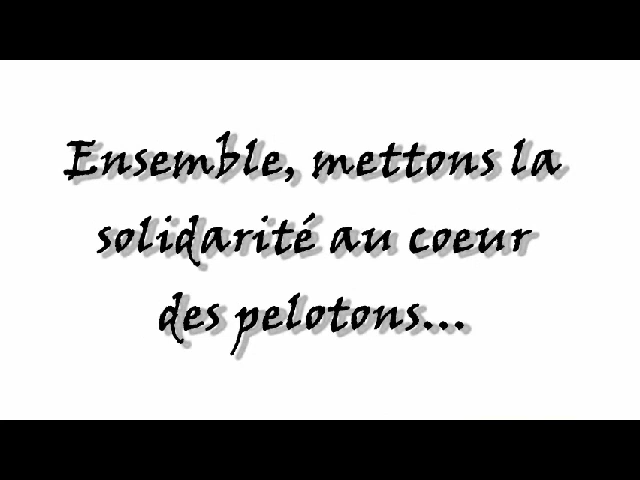 Ensemble, mettons la
solidarité au coeur
des pelotons...